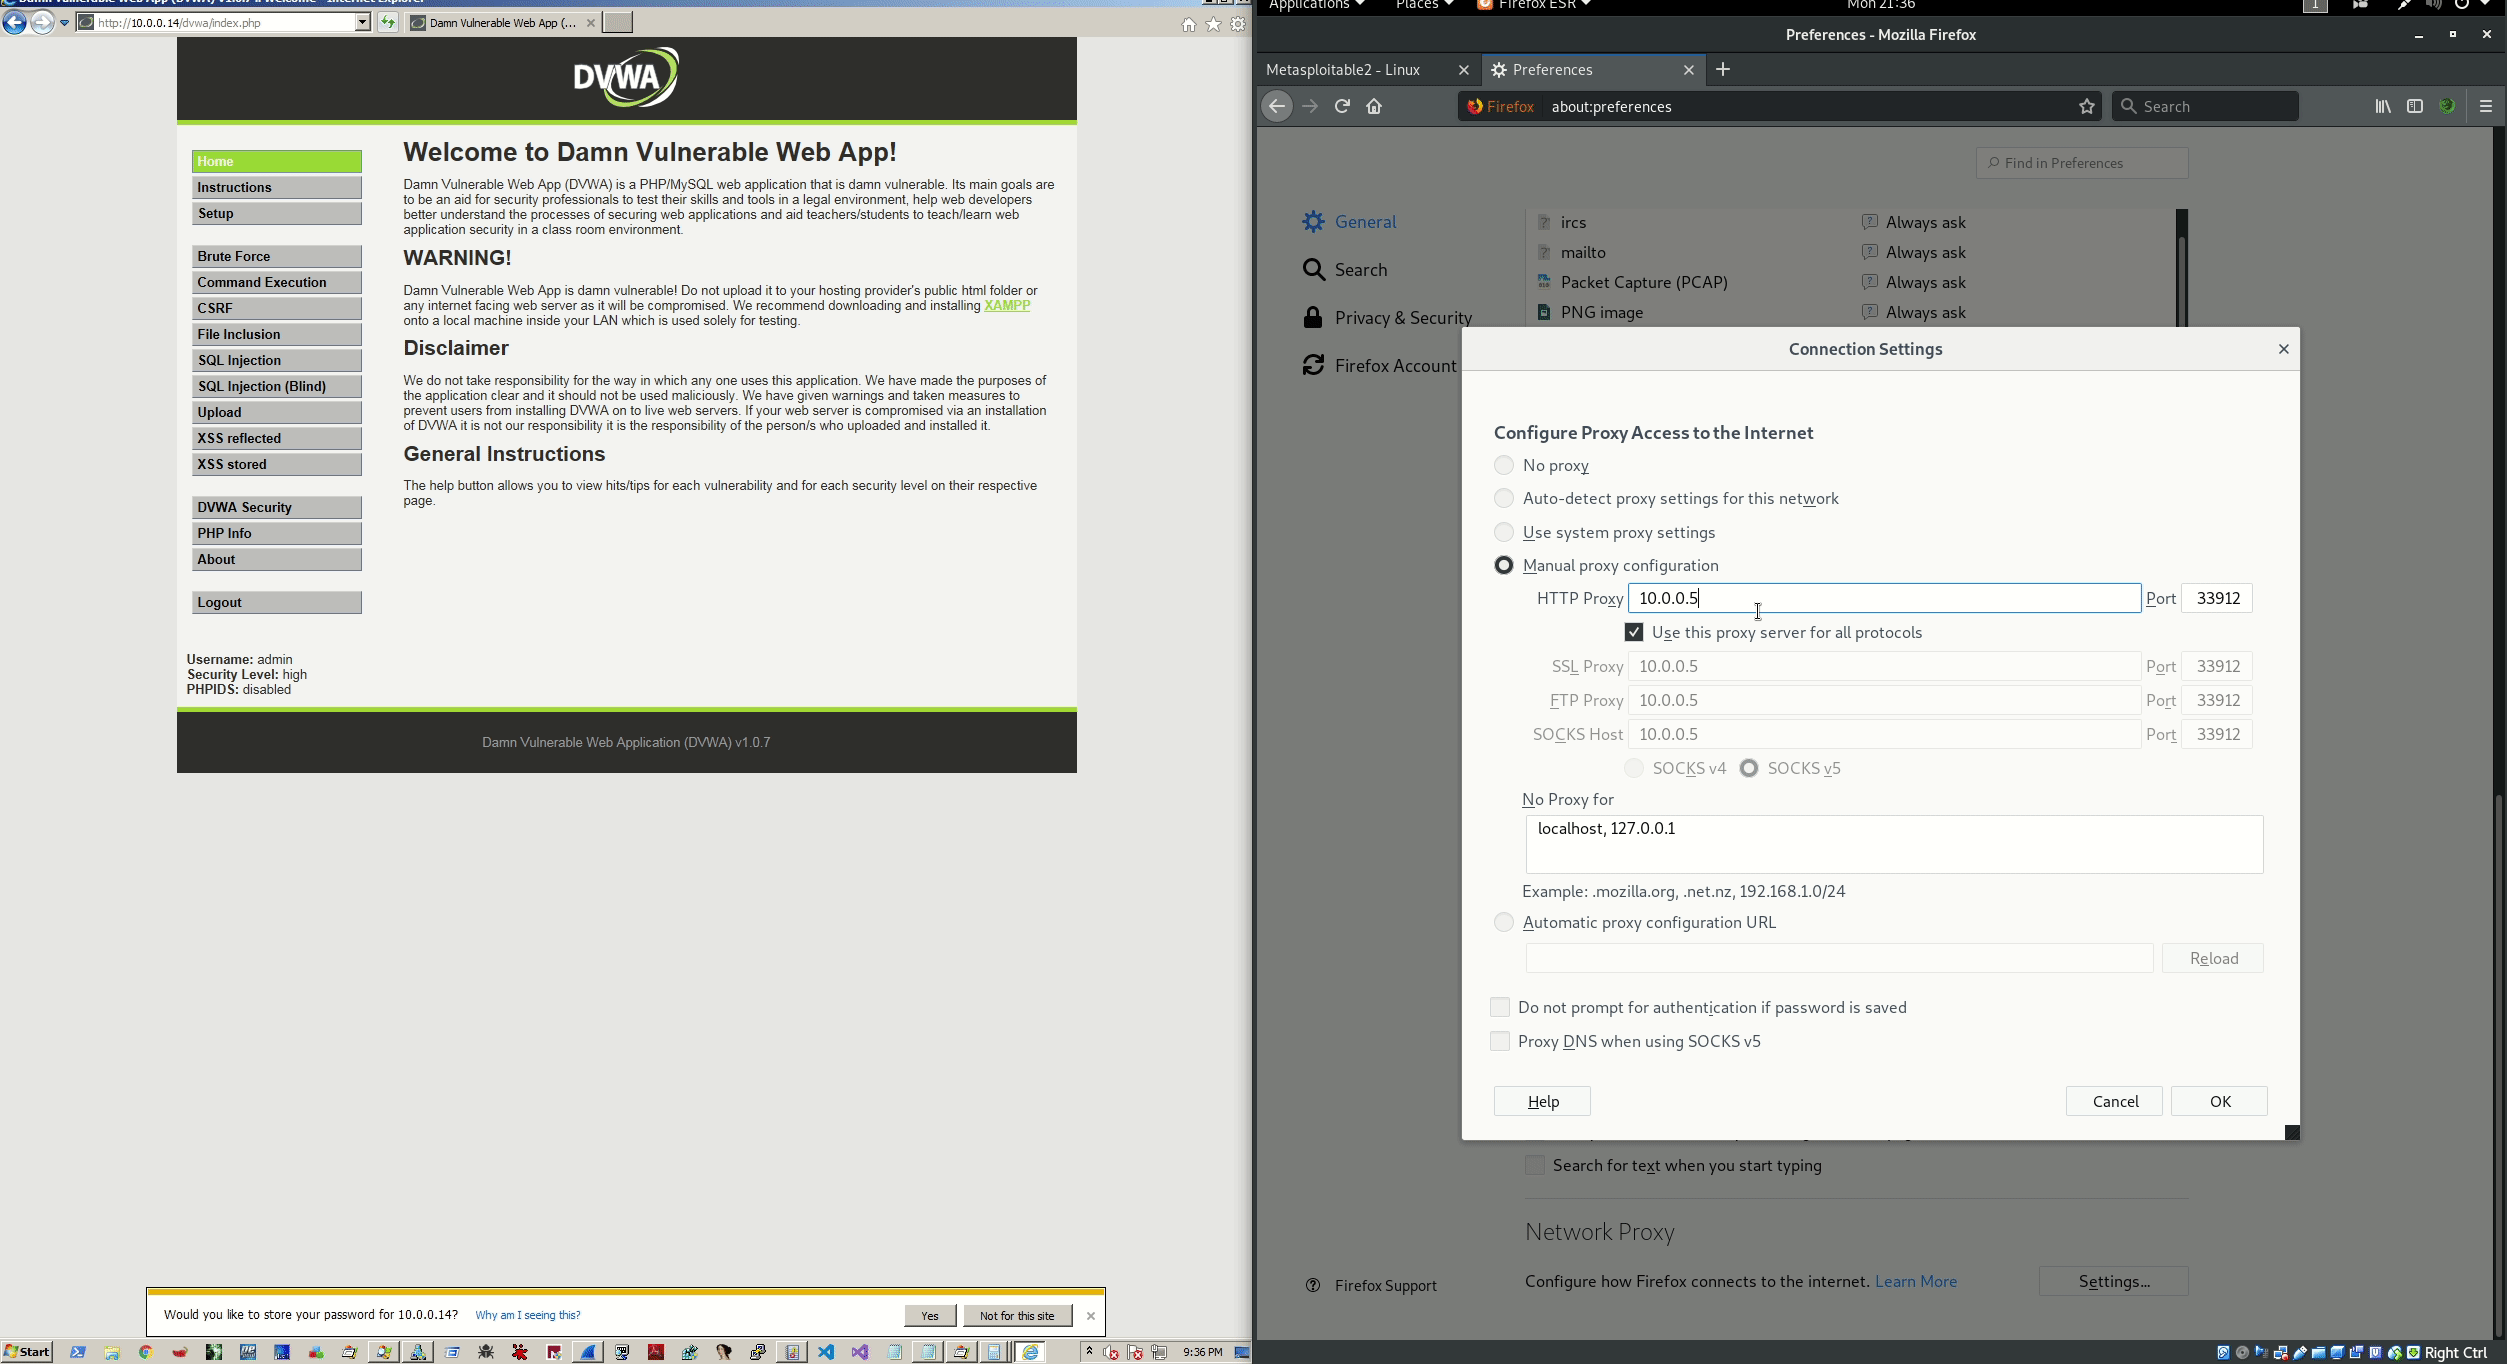 Damn Vulnerable Web App (DVWA) v1.0.7 :: Welcome - Internet Explorer
http://10.0.0.14/dvwa/index.php
Damn Vulnerable Web App (...
DVWA
Home
Instructions
Setup
Brute Force
Command Execution
CSRF
File Inclusion
SQL Injection
SQL Injection (Blind)
Upload
XSS reflected
XSS stored
DVWA Security
PHP Info
About
Logout
Welcome to Damn Vulnerable Web App!
Damn Vulnerable Web App (DVWA) is a PHP/MySQL web application that is damn vulnerable. Its main goals are
to be an aid for security professionals to test their skills and tools in a legal environment, help web developers
better understand the processes of securing web applications and aid teachers/students to teach/learn web
application security in a class room environment.
WARNING!
Damn Vulnerable Web App is damn vulnerable! Do not upload it to your hosting provider's public html folder or
any internet facing web server as it will be compromised. We recommend downloading and installing XAMPP
onto a local machine inside your LAN which is used solely for testing.
Disclaimer
We do not take responsibility for the way in which any one uses this application. We have made the purposes of
the application clear and it should not be used maliciously. We have given warnings and taken measures to
prevent users from installing DVWA on to live web servers. If your web server is compromised via an installation
of DVWA it is not our responsibility it is the responsibility of the person/s who uploaded and installed it.
General Instructions
The help button allows you to view hits/tips for each vulnerability and for each security level on their respective
page.
Username: admin
Security Level: high
PHPIDS: disabled
Damn Vulnerable Web Application (DVWA) v1.0.7
Would you like to store your password for 10.0.0.14? Why am I seeing this? Yes Not for this site
Start 9:36 PM
Applications Places Firefox ESR Mon 21:36 1
Preferences - Mozilla Firefox
Metasploitable2 - Linux Preferences
Firefox about:preferences Search
Find in Preferences
General
Search
Privacy & Security
Firefox Account
ircs Always ask
mailto Always ask
Packet Capture (PCAP) Always ask
PNG image Always ask
Connection Settings
Configure Proxy Access to the Internet
No proxy
Auto-detect proxy settings for this network
Use system proxy settings
Manual proxy configuration
HTTP Proxy 10.0.0.5 Port 33912
Use this proxy server for all protocols
SSL Proxy 10.0.0.5 Port 33912
FTP Proxy 10.0.0.5 Port 33912
SOCKS Host 10.0.0.5 Port 33912
SOCKS v4 SOCKS v5
No Proxy for
localhost, 127.0.0.1
Example: .mozilla.org, .net.nz, 192.168.1.0/24
Automatic proxy configuration URL
Reload
Do not prompt for authentication if password is saved
Proxy DNS when using SOCKS v5
Help Cancel OK
Search for text when you start typing
Network Proxy
Configure how Firefox connects to the internet. Learn More Settings...
Firefox Support
Right Ctrl